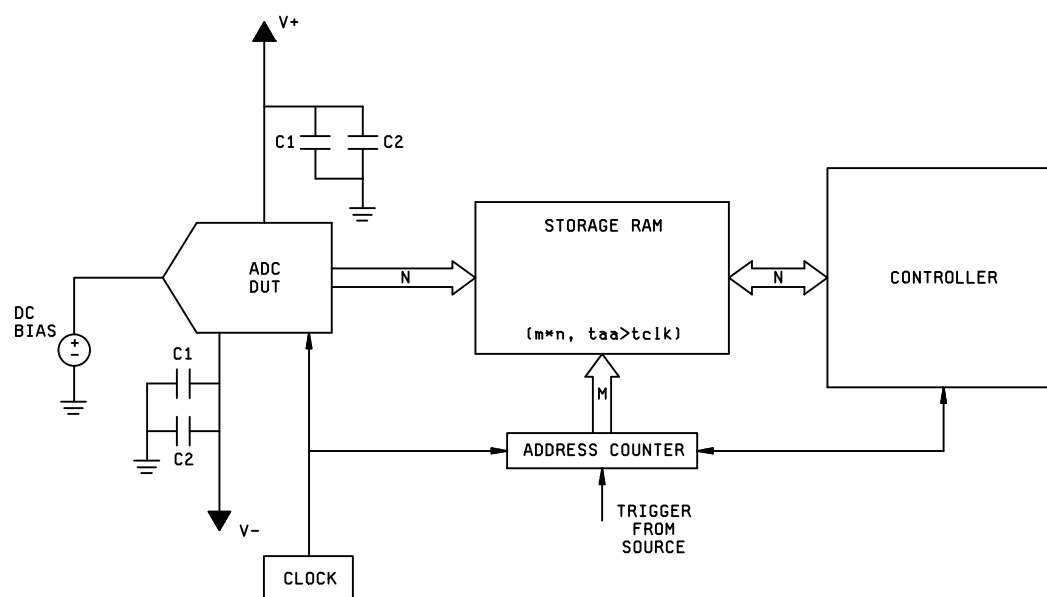 V+
C1
C2
STORAGE RAM
ADC
DUT
N
N
CONTROLLER
DC
BIAS
+
-
(m*n, taa>tclk)
C1
M
C2
ADDRESS COUNTER
TRIGGER
FROM
SOURCE
V-
CLOCK